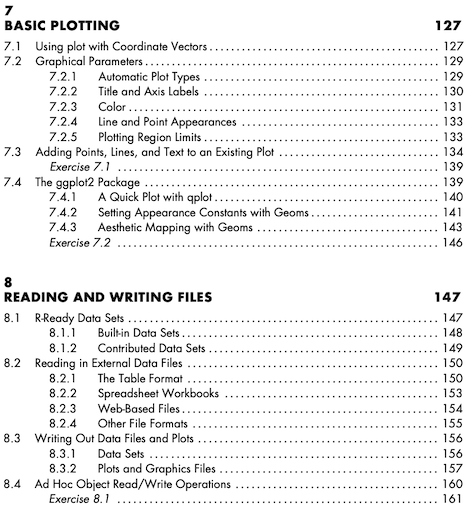 7
BASIC PLOTTING 127
7.1 Using plot with Coordinate Vectors 127
7.2 Graphical Parameters 129
7.2.1 Automatic Plot Types 129
7.2.2 Title and Axis Labels 130
7.2.3 Color 131
7.2.4 Line and Point Appearances 133
7.2.5 Plotting Region Limits 133
7.3 Adding Points, Lines, and Text to an Existing Plot 134
Exercise 7.1 139
7.4 The ggplot2 Package 139
7.4.1 A Quick Plot with qplot 140
7.4.2 Setting Appearance Constants with Geoms 141
7.4.3 Aesthetic Mapping with Geoms 143
Exercise 7.2 146
8
READING AND WRITING FILES 147
8.1 R-Ready Data Sets 147
8.1.1 Built-in Data Sets 148
8.1.2 Contributed Data Sets 149
8.2 Reading in External Data Files 150
8.2.1 The Table Format 150
8.2.2 Spreadsheet Workbooks 153
8.2.3 Web-Based Files 154
8.2.4 Other File Formats 155
8.3 Writing Out Data Files and Plots 156
8.3.1 Data Sets 156
8.3.2 Plots and Graphics Files 157
8.4 Ad Hoc Object Read/Write Operations 160
Exercise 8.1 161